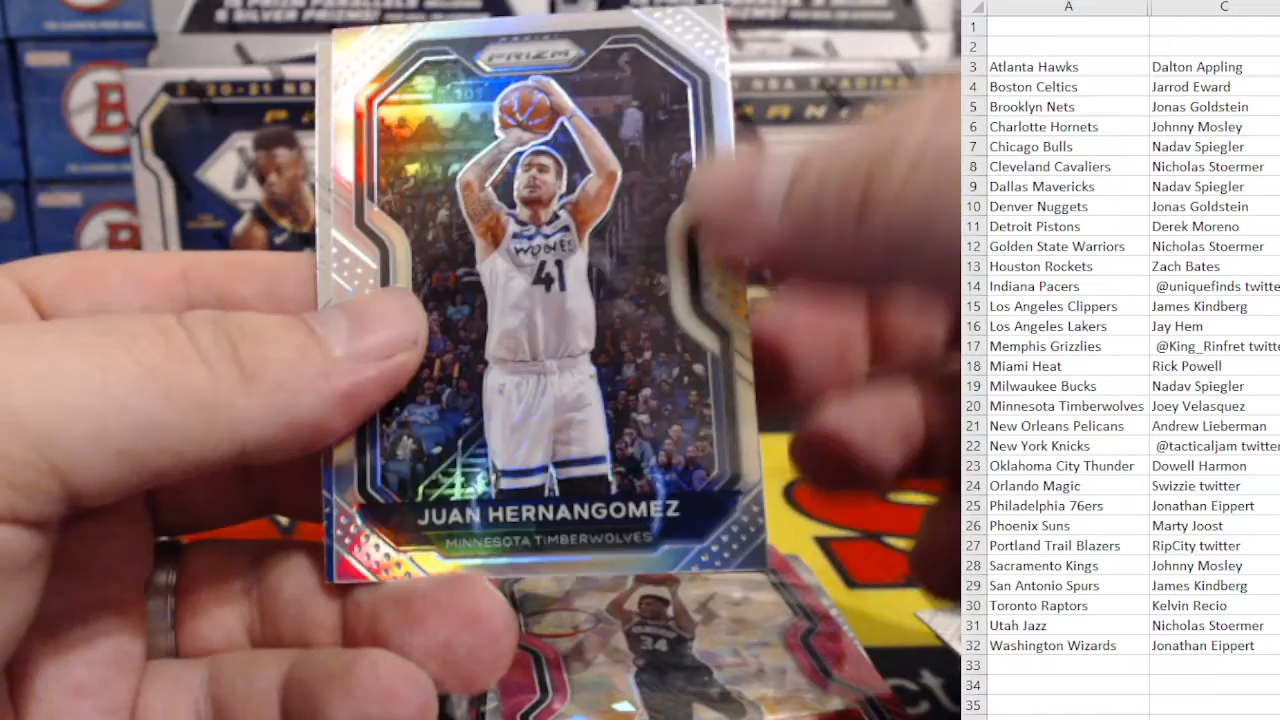 PANINI
PRIZM
101
WOLVES
41
JUAN HERNANGOMEZ
MINNESOTA TIMBERWOLVES
34
B
B
A C
1
2
3 Atlanta Hawks Dalton Appling
4 Boston Celtics Jarrod Eward
5 Brooklyn Nets Jonas Goldstein
6 Charlotte Hornets Johnny Mosley
7 Chicago Bulls Nadav Spiegler
8 Cleveland Cavaliers Nicholas Stoermer
9 Dallas Mavericks Nadav Spiegler
10 Denver Nuggets Jonas Goldstein
11 Detroit Pistons Derek Moreno
12 Golden State Warriors Nicholas Stoermer
13 Houston Rockets Zach Bates
14 Indiana Pacers @uniquefinds twitte
15 Los Angeles Clippers James Kindberg
16 Los Angeles Lakers Jay Hem
17 Memphis Grizzlies @King_Rinfret twitte
18 Miami Heat Rick Powell
19 Milwaukee Bucks Nadav Spiegler
20 Minnesota Timberwolves Joey Velasquez
21 New Orleans Pelicans Andrew Lieberman
22 New York Knicks @tacticaljam twitter
23 Oklahoma City Thunder Dowell Harmon
24 Orlando Magic Swizzie twitter
25 Philadelphia 76ers Jonathan Eippert
26 Phoenix Suns Marty Joost
27 Portland Trail Blazers RipCity twitter
28 Sacramento Kings Johnny Mosley
29 San Antonio Spurs James Kindberg
30 Toronto Raptors Kelvin Recio
31 Utah Jazz Nicholas Stoermer
32 Washington Wizards Jonathan Eippert
33
34
35